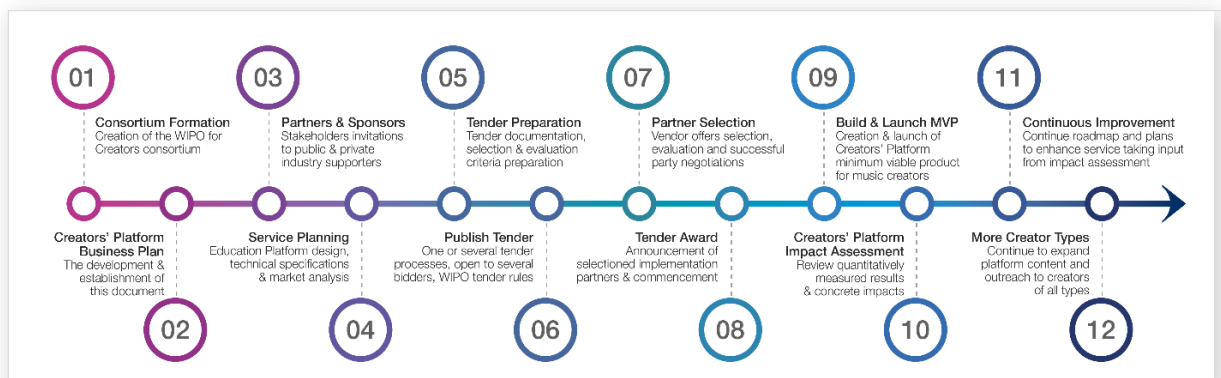 01
Consortium Formation
Creation of the WIPO for
Creators consortium
Creators' Platform
Business Plan
The development &
establishment of
this document
02
03
Partners & Sponsors
Stakeholders invitations
to public & private
industry supporters
Service Planning
Education Platform design,
technical specifications
& market analysis
04
05
Tender Preparation
Tender documentation,
selection & evaluation
criteria preparation
Publish Tender
One or several tender
processes, open to several
bidders, WIPO tender rules
06
07
Partner Selection
Vendor offers selection,
evaluation and successful
party negotiations
Tender Award
Announcement of
selectioned implementation
partners & commencement
08
09
Build & Launch MVP
Creation & launch of
Creators' Platform
minimum viable product
for music creators
Creators' Platform
Impact Assessment
Review quantitatively
measured results
& concrete impacts
10
11
Continuous Improvement
Continue roadmap and plans
to enhance service taking input
from impact assessment
More Creator Types
Continue to expand
platform content and
outreach to creators
of all types
12